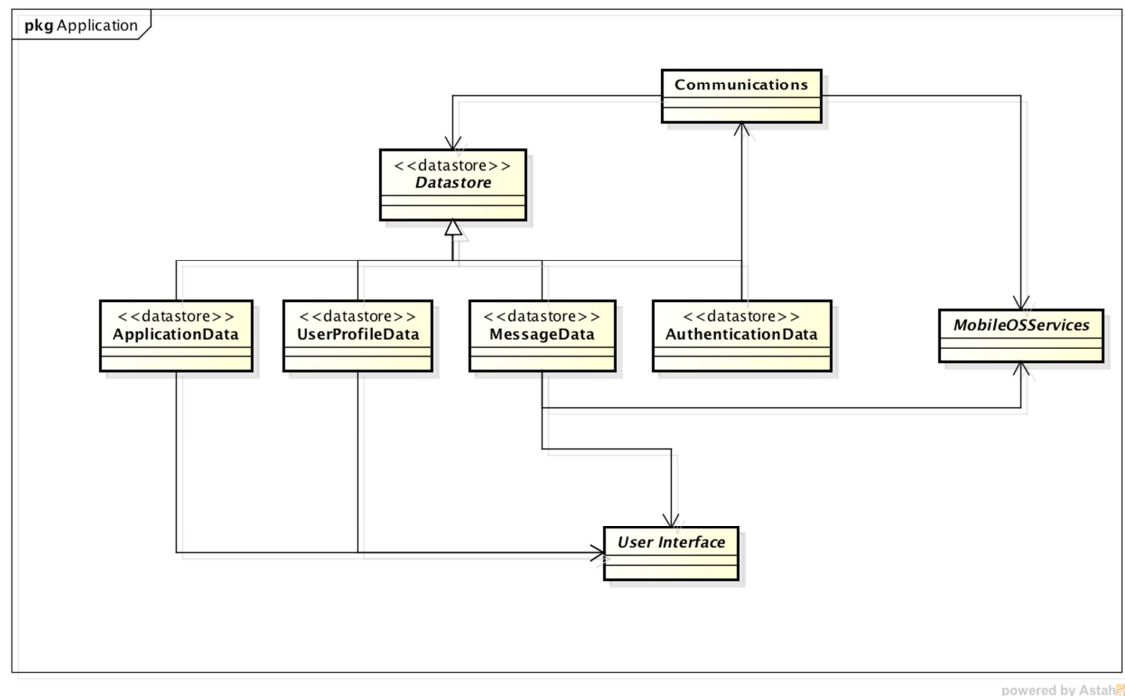 pkg Application
Communications
<<datastore>>
Datastore
<<datastore>>
ApplicationData
<<datastore>>
UserProfileData
<<datastore>>
MessageData
<<datastore>>
AuthenticationData
MobileOSServices
User Interface
powered by Astah